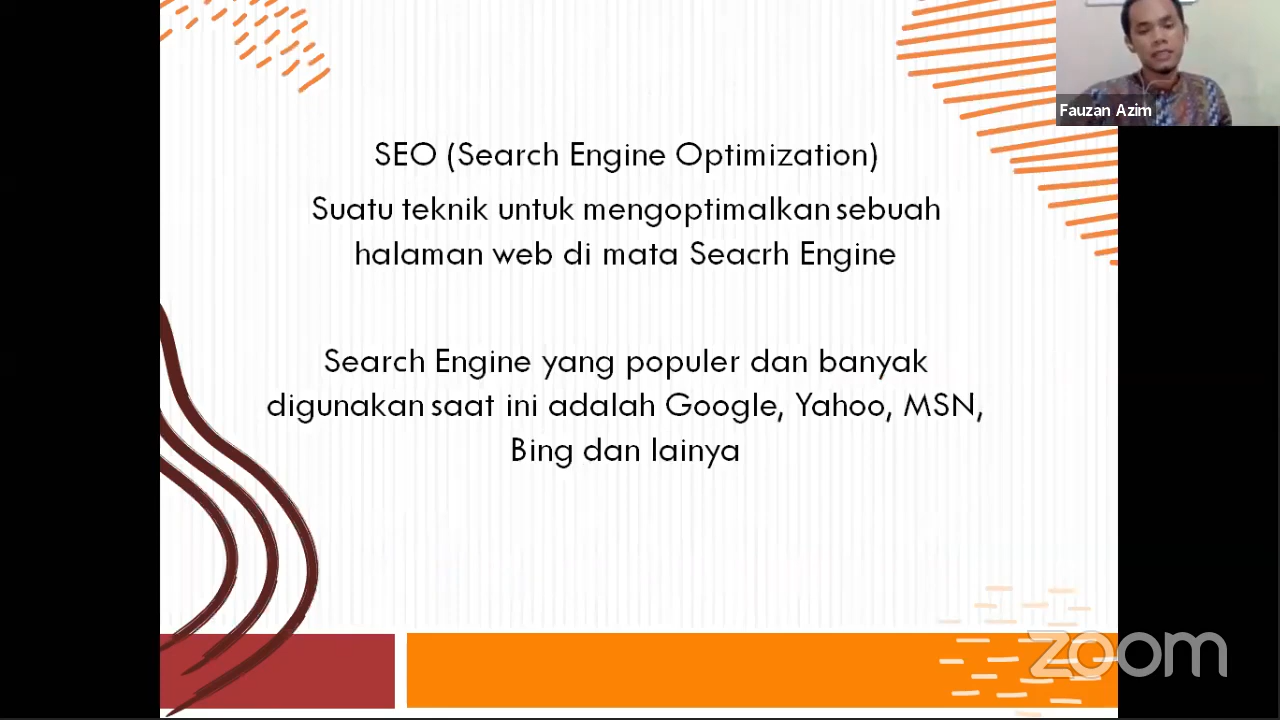 Fauzan Azim
SEO (Search Engine Optimization)
Suatu teknik untuk mengoptimalkan sebuah
halaman web di mata Seacrh Engine
Search Engine yang populer dan banyak
digunakan saat ini adalah Google, Yahoo, MSN,
Bing dan lainya
zoom